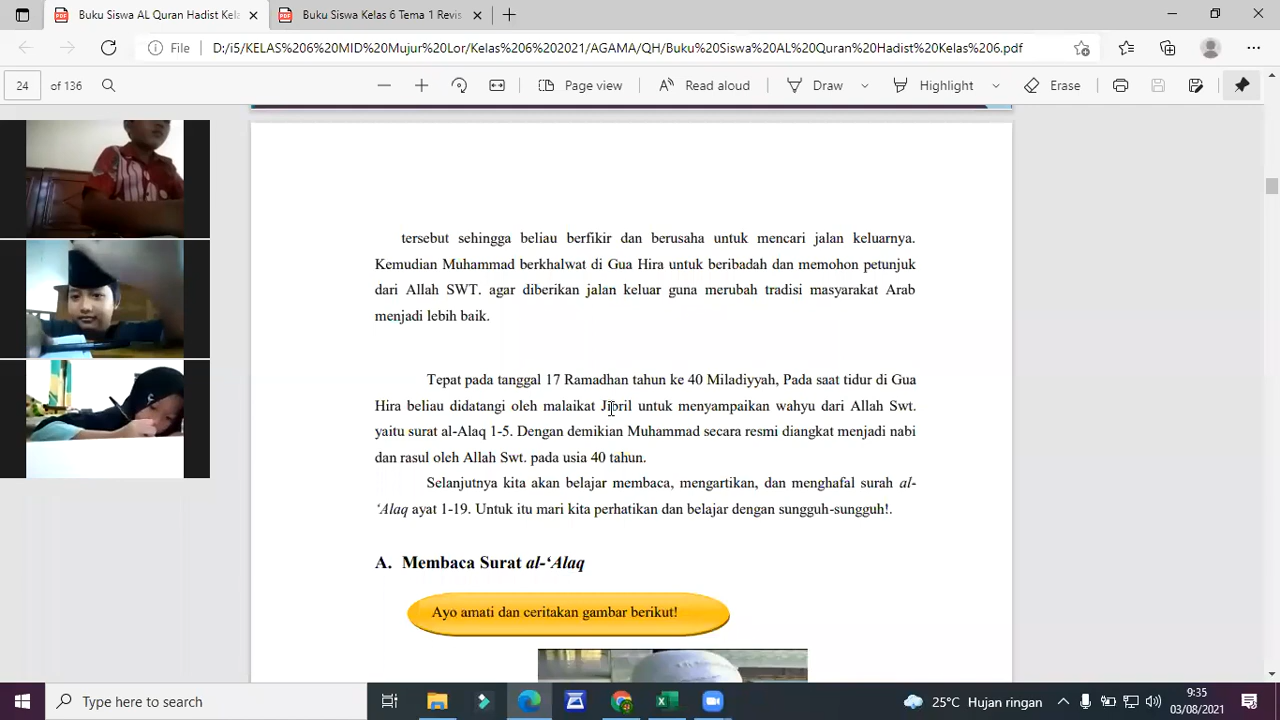 Buku Siswa AL Quran Hadist Kela
Buku Siswa Kelas 6 Tema 1 Revis
File
D:/i5/KELAS%206%20MID%20Mujur%20Lor/Kelas%206%202021/AGAMA/QH/Buku%20Siswa%20AL%20Quran%20Hadist%20Kelas%206.pdf
24 of 136
Page view
Read aloud
Draw
Highlight
Erase
tersebut sehingga beliau berfikir dan berusaha untuk mencari jalan keluarnya.
Kemudian Muhammad berkhalwat di Gua Hira untuk beribadah dan memohon petunjuk
dari Allah SWT. agar diberikan jalan keluar guna merubah tradisi masyarakat Arab
menjadi lebih baik.
Tepat pada tanggal 17 Ramadhan tahun ke 40 Miladiyyah, Pada saat tidur di Gua
Hira beliau didatangi oleh malaikat Jibril untuk menyampaikan wahyu dari Allah Swt.
yaitu surat al-Alaq 1-5. Dengan demikian Muhammad secara resmi diangkat menjadi nabi
dan rasul oleh Allah Swt. pada usia 40 tahun.
Selanjutnya kita akan belajar membaca, mengartikan, dan menghafal surah al-
‘Alaq ayat 1-19. Untuk itu mari kita perhatikan dan belajar dengan sungguh-sungguh!.
A. Membaca Surat al-‘Alaq
Ayo amati dan ceritakan gambar berikut!
Type here to search
25°C Hujan ringan
9:35
03/08/2021